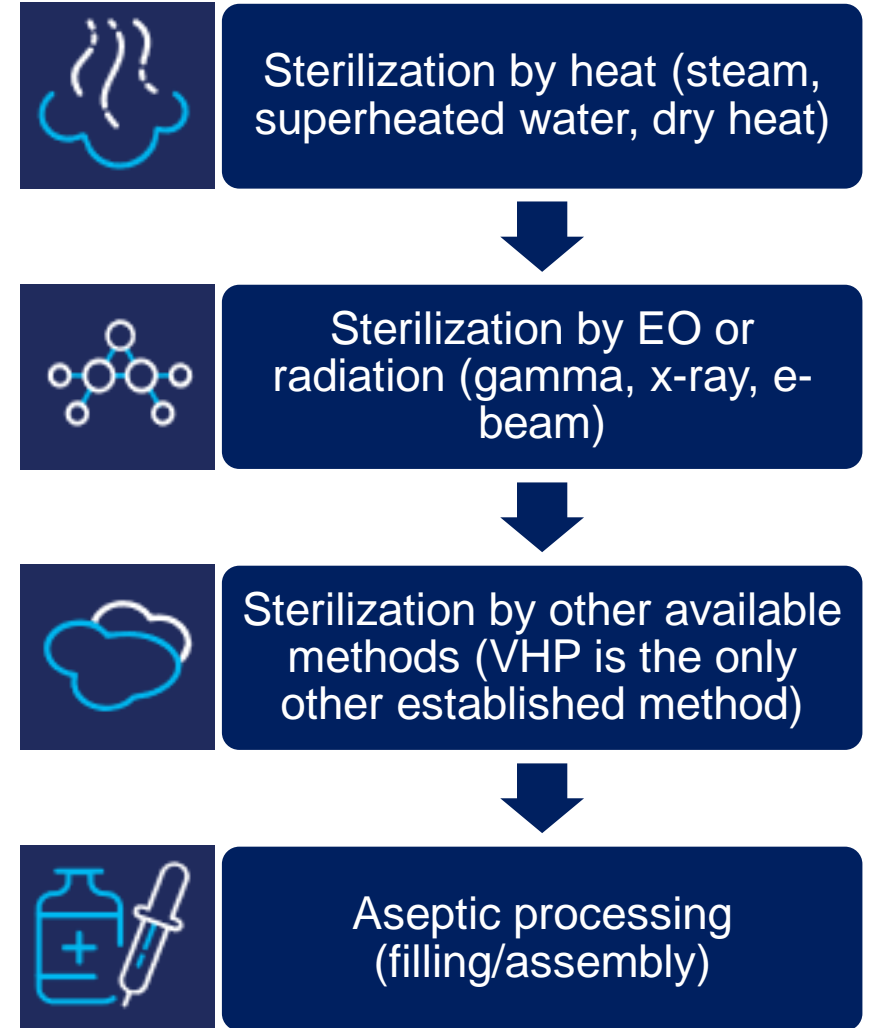 Sterilization by heat (steam,
superheated water, dry heat)
Sterilization by EO or
radiation (gamma, x-ray, e-
beam)
Sterilization by other available
methods (VHP is the only
other established method)
Aseptic processing
(filling/assembly)